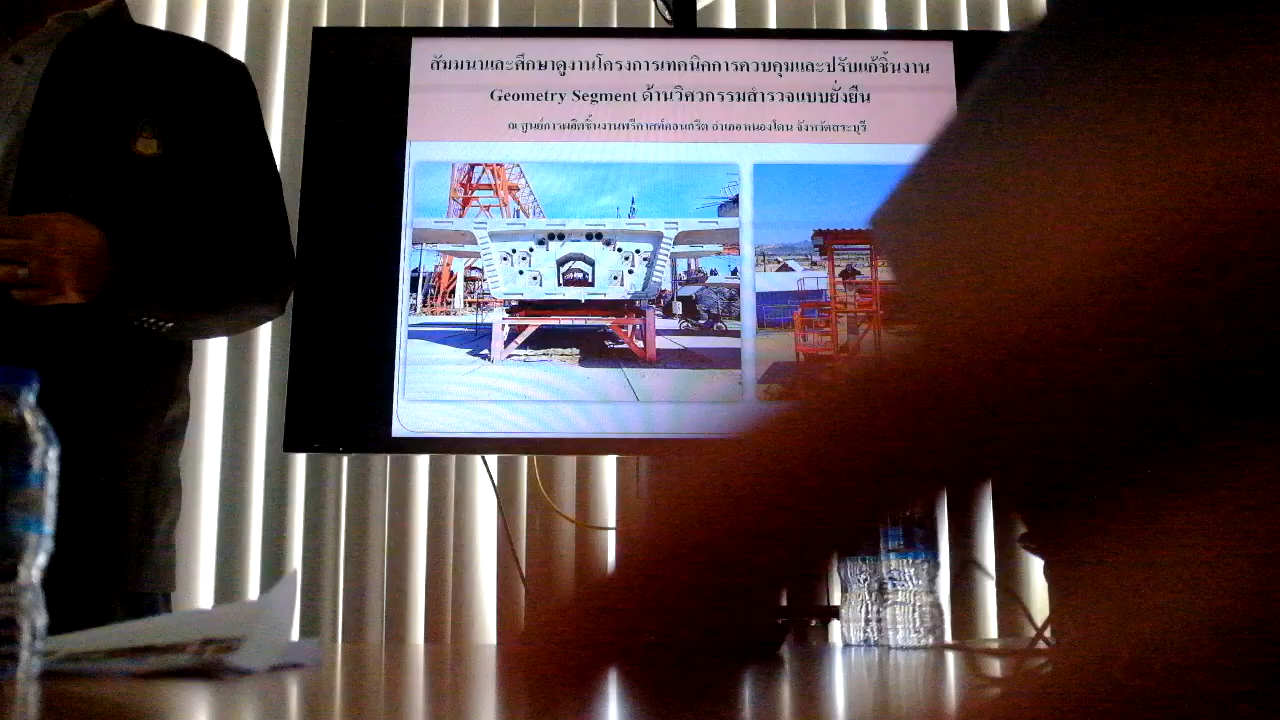 สัมมนาและศึกษาดูงานโครงการเทคนิคการควบคุมและปรับแก้ชิ้นงาน
Geometry Segment ด้านวิศวกรรมสำรวจแบบยั่งยืน
ณ ศูนย์การผลิตชิ้นงานพรีคาสท์คอนกรีต อำเภอหนองโดน จังหวัดสระบุรี